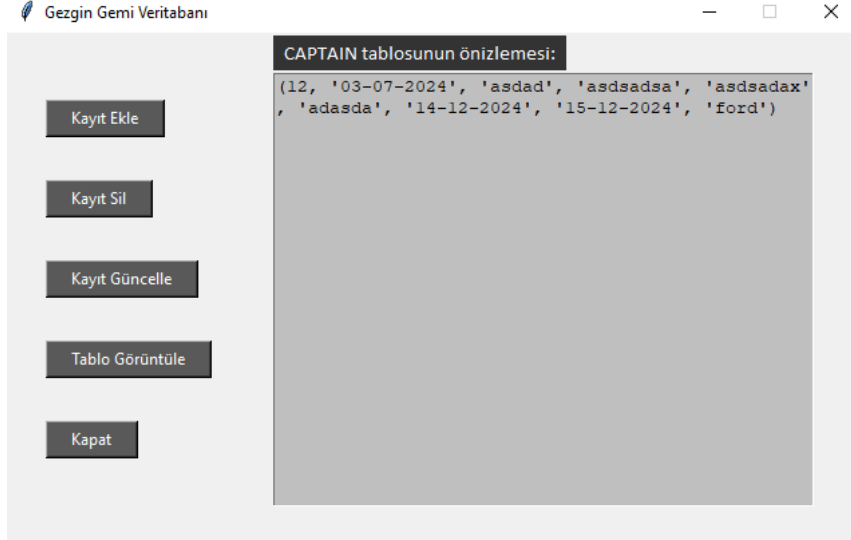 Gezgin Gemi Veritabanı
CAPTAIN tablosunun önizlemesi:
(12, '03-07-2024', 'asdad', 'asdsadsa', 'asdsadax'
, 'adasda', '14-12-2024', '15-12-2024', 'ford')
Kayıt Ekle
Kayıt Sil
Kayıt Güncelle
Tablo Görüntüle
Kapat